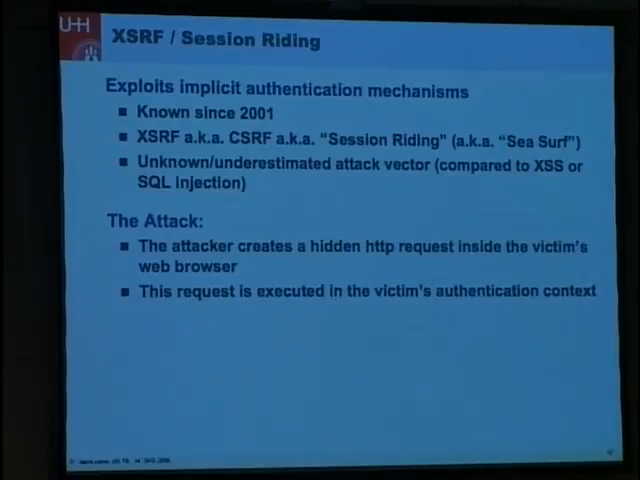 UHH
XSRF / Session Riding
Exploits implicit authentication mechanisms
■ Known since 2001
■ XSRF a.k.a. CSRF a.k.a. “Session Riding” (a.k.a. “Sea Surf”)
■ Unknown/underestimated attack vector (compared to XSS or
SQL injection)
The Attack:
■ The attacker creates a hidden http request inside the victim’s
web browser
■ This request is executed in the victim’s authentication context